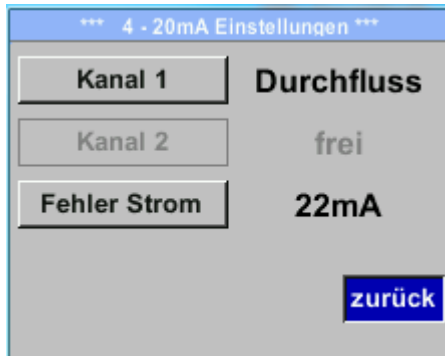 *** 4 - 20mA Einstellungen ***
Kanal 1 Durchfluss
Kanal 2 frei
Fehler Strom 22mA
zurück